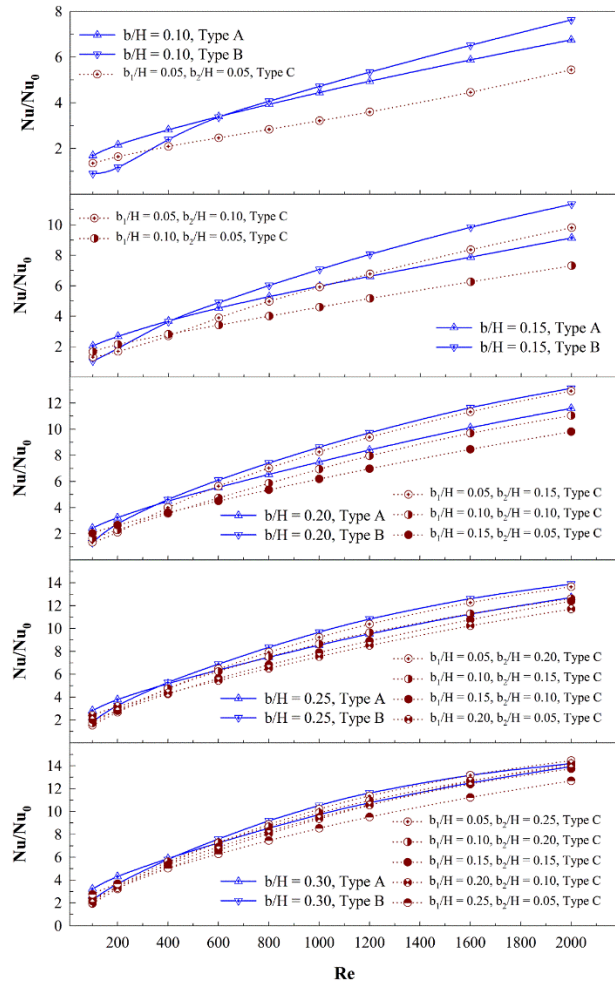 8
b/H = 0.10, Type A
b/H = 0.10, Type B
b₁/H = 0.05, b₂/H = 0.05, Type C
6
Nu/Nu₀
4
2
b₁/H = 0.05, b₂/H = 0.10, Type C
b₁/H = 0.10, b₂/H = 0.05, Type C
10
8
Nu/Nu₀
6
4
2
b/H = 0.15, Type A
b/H = 0.15, Type B
12
10
8
Nu/Nu₀
6
4
2
b/H = 0.20, Type A
b/H = 0.20, Type B
b₁/H = 0.05, b₂/H = 0.15, Type C
b₁/H = 0.10, b₂/H = 0.10, Type C
b₁/H = 0.15, b₂/H = 0.05, Type C
14
12
10
8
Nu/Nu₀
6
4
2
b/H = 0.25, Type A
b/H = 0.25, Type B
b₁/H = 0.05, b₂/H = 0.20, Type C
b₁/H = 0.10, b₂/H = 0.15, Type C
b₁/H = 0.15, b₂/H = 0.10, Type C
b₁/H = 0.20, b₂/H = 0.05, Type C
14
12
10
8
Nu/Nu₀
6
4
2
0
b/H = 0.30, Type A
b/H = 0.30, Type B
b₁/H = 0.05, b₂/H = 0.25, Type C
b₁/H = 0.10, b₂/H = 0.20, Type C
b₁/H = 0.15, b₂/H = 0.15, Type C
b₁/H = 0.20, b₂/H = 0.10, Type C
b₁/H = 0.25, b₂/H = 0.05, Type C
200 400 600 800 1000 1200 1400 1600 1800 2000
Re